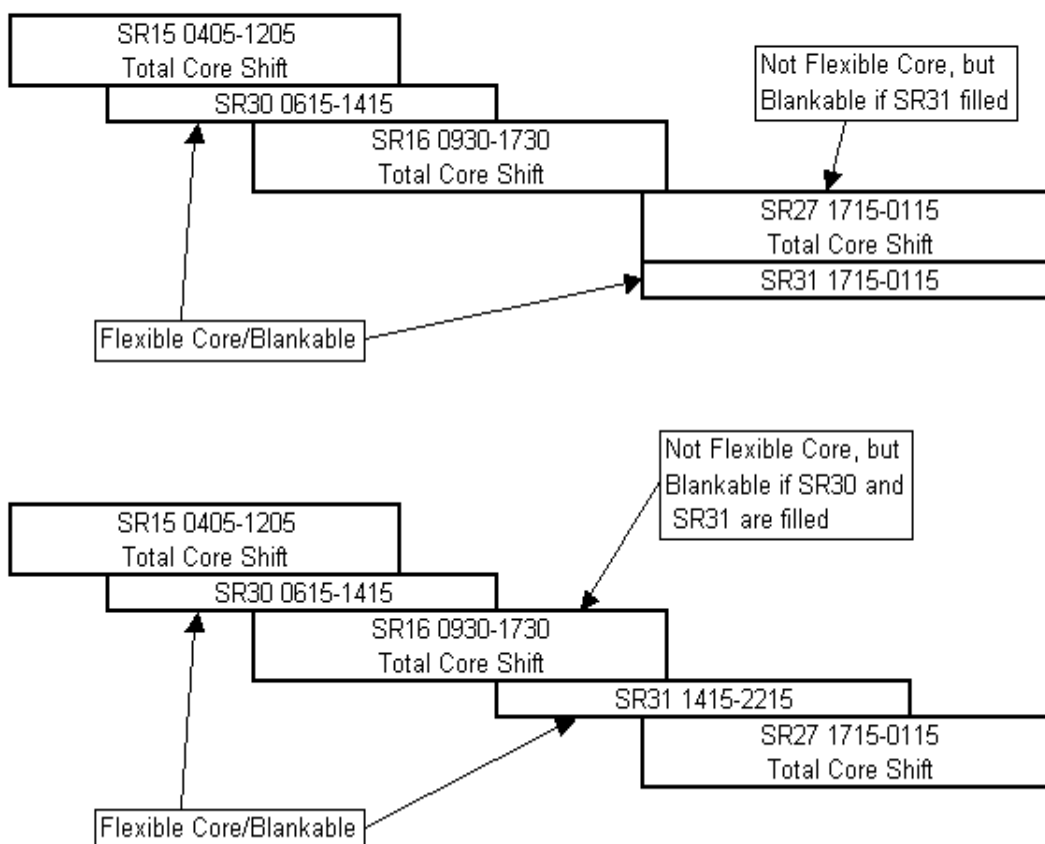 SR15 0405-1205
Total Core Shift
Not Flexible Core, but
Blankable if SR31 filled
SR30 0615-1415
SR16 0930-1730
Total Core Shift
SR27 1715-0115
Total Core Shift
SR31 1715-0115
Flexible Core/Blankable
Not Flexible Core, but
Blankable if SR30 and
SR31 are filled
SR15 0405-1205
Total Core Shift
SR30 0615-1415
SR16 0930-1730
Total Core Shift
SR31 1415-2215
SR27 1715-0115
Total Core Shift
Flexible Core/Blankable